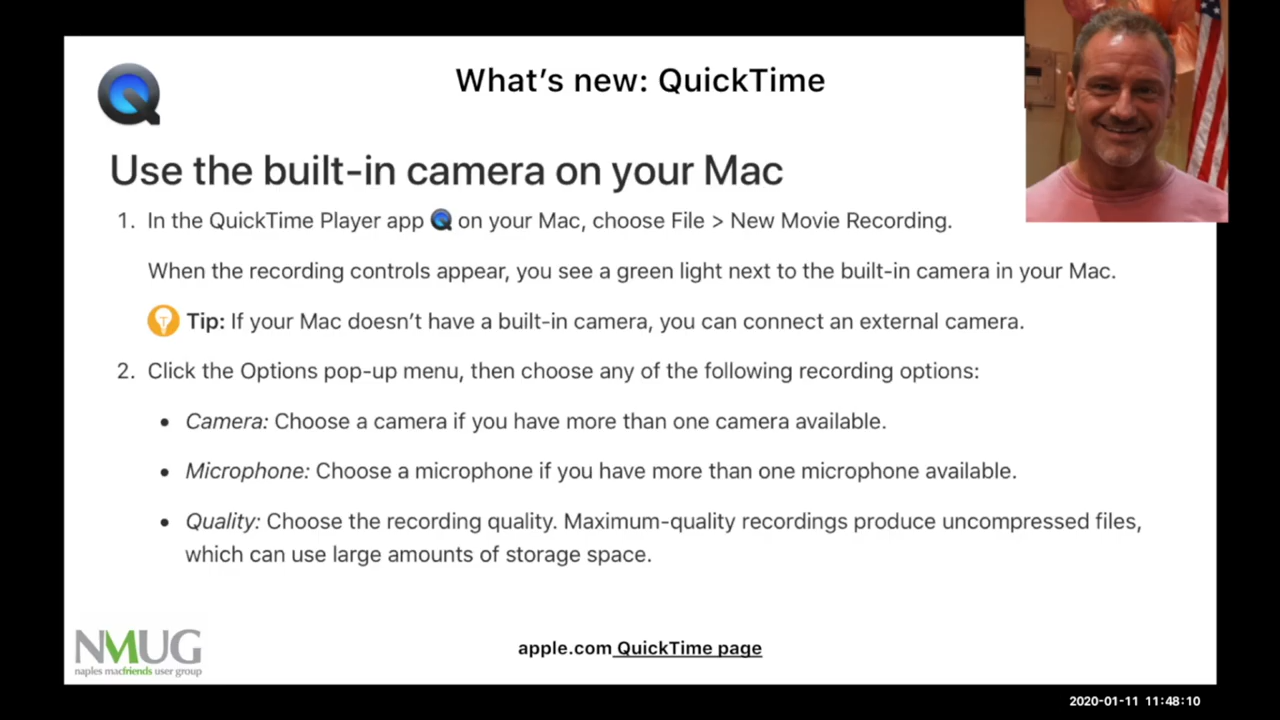 What’s new: QuickTime
Use the built-in camera on your Mac
1. In the QuickTime Player app on your Mac, choose File > New Movie Recording.
When the recording controls appear, you see a green light next to the built-in camera in your Mac.
Tip: If your Mac doesn’t have a built-in camera, you can connect an external camera.
2. Click the Options pop-up menu, then choose any of the following recording options:
• Camera: Choose a camera if you have more than one camera available.
• Microphone: Choose a microphone if you have more than one microphone available.
• Quality: Choose the recording quality. Maximum-quality recordings produce uncompressed files,
which can use large amounts of storage space.
NMUG
naples macfriends user group
apple.com QuickTime page
2020-01-11 11:48:10